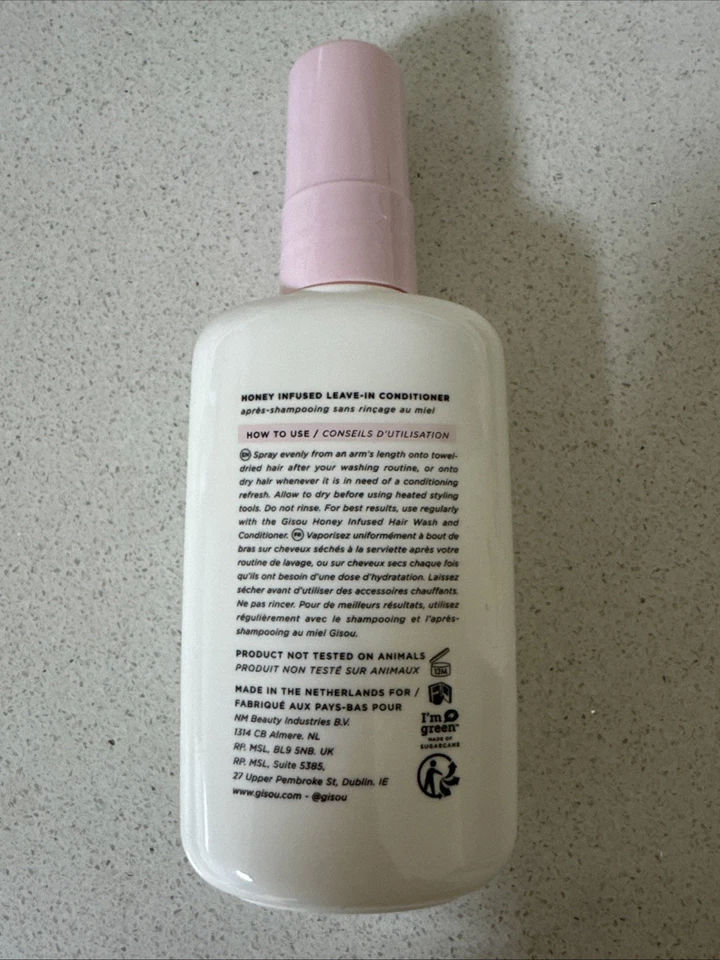 HONEY INFUSED LEAVE-IN CONDITIONER
après-shampooing sans rinçage au miel
HOW TO USE / CONSEILS D'UTILISATION
EN Spray evenly from an arm's length onto towel-
dried hair after your washing routine, or onto
dry hair whenever it is in need of a conditioning
refresh. Allow to dry before using heated styling
tools. Do not rinse. For best results, use regularly
with the Gisou Honey Infused Hair Wash and
Conditioner. FR Vaporisez uniformément à bout de
bras sur cheveux séchés à la serviette après votre
routine de lavage, ou sur cheveux secs chaque fois
qu'ils ont besoin d'une dose d'hydratation. Laissez
sécher avant d'utiliser des accessoires chauffants.
Ne pas rincer. Pour de meilleurs résultats, utilisez
régulièrement avec le shampooing et l'après-
shampooing au miel Gisou.
PRODUCT NOT TESTED ON ANIMALS
PRODUIT NON TESTÉ SUR ANIMAUX
12M
MADE IN THE NETHERLANDS FOR /
FABRIQUÉ AUX PAYS-BAS POUR
NM Beauty Industries B.V.
1314 CB Almere. NL
RP. MSL, BL9 5NB. UK
RP. MSL, Suite 5385,
27 Upper Pembroke St, Dublin. IE
www.gisou.com - @gisou
I'm
green™
MADE OF
SUGARCANE